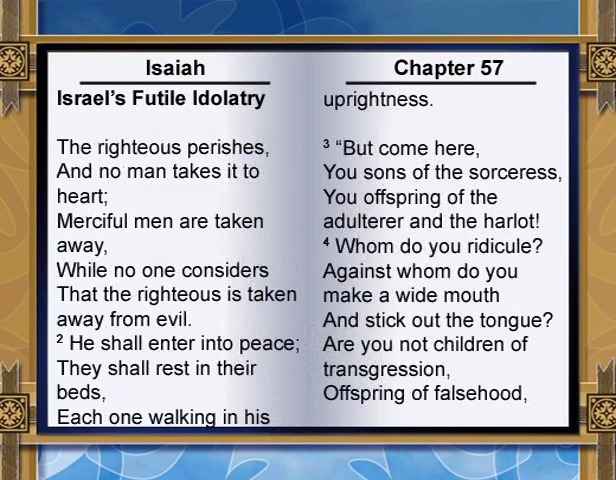 Isaiah
Israel's Futile Idolatry
The righteous perishes,
And no man takes it to
heart;
Merciful men are taken
away,
While no one considers
That the righteous is taken
away from evil.
2 He shall enter into peace;
They shall rest in their
beds,
Each one walking in his
Chapter 57
uprightness.
3 “But come here,
You sons of the sorceress,
You offspring of the
adulterer and the harlot!
4 Whom do you ridicule?
Against whom do you
make a wide mouth
And stick out the tongue?
Are you not children of
transgression,
Offspring of falsehood,